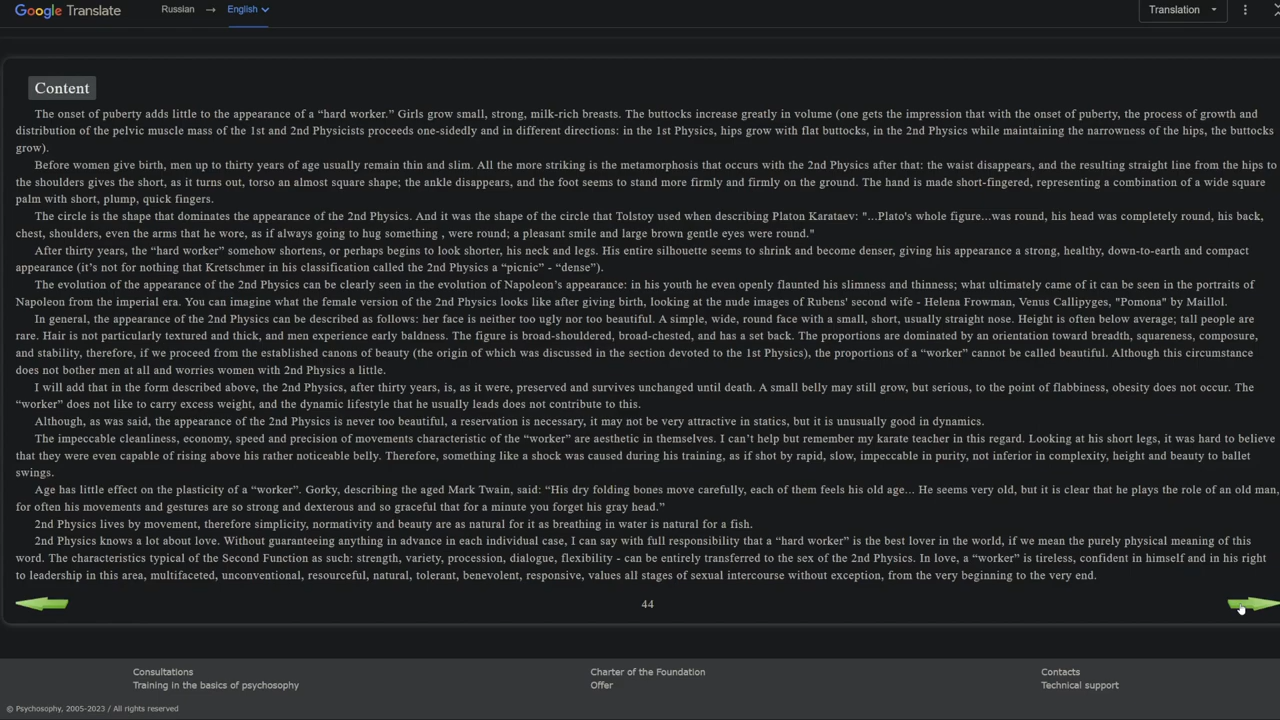 Google Translate
Russian → English
Translation
Content
The onset of puberty adds little to the appearance of a “hard worker.” Girls grow small, strong, milk-rich breasts. The buttocks increase greatly in volume (one gets the impression that with the onset of puberty, the process of growth and
distribution of the pelvic muscle mass of the 1st and 2nd Physicists proceeds one-sidedly and in different directions: in the 1st Physics, hips grow with flat buttocks, in the 2nd Physics while maintaining the narrowness of the hips, the buttocks
grow).
Before women give birth, men up to thirty years of age usually remain thin and slim. All the more striking is the metamorphosis that occurs with the 2nd Physics after that: the waist disappears, and the resulting straight line from the hips to
the shoulders gives the short, as it turns out, torso an almost square shape; the ankle disappears, and the foot seems to stand more firmly and firmly on the ground. The hand is made short-fingered, representing a combination of a wide square
palm with short, plump, quick fingers.
The circle is the shape that dominates the appearance of the 2nd Physics. And it was the shape of the circle that Tolstoy used when describing Platon Karataev: "...Plato's whole figure...was round, his head was completely round, his back,
chest, shoulders, even the arms that he wore, as if always going to hug something , were round; a pleasant smile and large brown gentle eyes were round."
After thirty years, the “hard worker” somehow shortens, or perhaps begins to look shorter, his neck and legs. His entire silhouette seems to shrink and become denser, giving his appearance a strong, healthy, down-to-earth and compact
appearance (it’s not for nothing that Kretschmer in his classification called the 2nd Physics a “picnic” - “dense”).
The evolution of the appearance of the 2nd Physics can be clearly seen in the evolution of Napoleon’s appearance: in his youth he even openly flaunted his slimness and thinness; what ultimately came of it can be seen in the portraits of
Napoleon from the imperial era. You can imagine what the female version of the 2nd Physics looks like after giving birth, looking at the nude images of Rubens' second wife - Helena Frowman, Venus Callipyges, "Pomona" by Maillol.
In general, the appearance of the 2nd Physics can be described as follows: her face is neither too ugly nor too beautiful. A simple, wide, round face with a small, short, usually straight nose. Height is often below average; tall people are
rare. Hair is not particularly textured and thick, and men experience early baldness. The figure is broad-shouldered, broad-chested, and has a set back. The proportions are dominated by an orientation toward breadth, squareness, composure,
and stability, therefore, if we proceed from the established canons of beauty (the origin of which was discussed in the section devoted to the 1st Physics), the proportions of a “worker” cannot be called beautiful. Although this circumstance
does not bother men at all and worries women with 2nd Physics a little.
I will add that in the form described above, the 2nd Physics, after thirty years, is, as it were, preserved and survives unchanged until death. A small belly may still grow, but serious, to the point of flabbiness, obesity does not occur. The
“worker” does not like to carry excess weight, and the dynamic lifestyle that he usually leads does not contribute to this.
Although, as was said, the appearance of the 2nd Physics is never too beautiful, a reservation is necessary, it may not be very attractive in statics, but it is unusually good in dynamics.
The impeccable cleanliness, economy, speed and precision of movements characteristic of the “worker” are aesthetic in themselves. I can’t help but remember my karate teacher in this regard. Looking at his short legs, it was hard to believe
that they were even capable of rising above his rather noticeable belly. Therefore, something like a shock was caused during his training, as if shot by rapid, slow, impeccable in purity, not inferior in complexity, height and beauty to ballet
swings.
Age has little effect on the plasticity of a “worker”. Gorky, describing the aged Mark Twain, said: “His dry folding bones move carefully, each of them feels his old age... He seems very old, but it is clear that he plays the role of an old man,
for often his movements and gestures are so strong and dexterous and so graceful that for a minute you forget his gray head.”
2nd Physics lives by movement, therefore simplicity, normativity and beauty are as natural for it as breathing in water is natural for a fish.
2nd Physics knows a lot about love. Without guaranteeing anything in advance in each individual case, I can say with full responsibility that a “hard worker” is the best lover in the world, if we mean the purely physical meaning of this
word. The characteristics typical of the Second Function as such: strength, variety, procession, dialogue, flexibility - can be entirely transferred to the sex of the 2nd Physics. In love, a “worker” is tireless, confident in himself and in his right
to leadership in this area, multifaceted, unconventional, resourceful, natural, tolerant, benevolent, responsive, values all stages of sexual intercourse without exception, from the very beginning to the very end.
44
Consultations Charter of the Foundation Contacts
Training in the basics of psychosophy Offer Technical support
© Psychosophy, 2005-2023 / All rights reserved